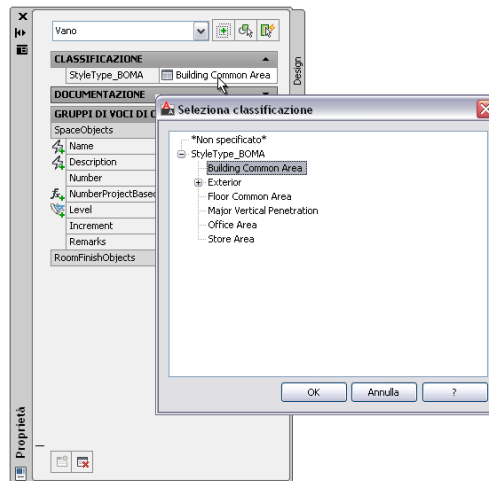 Vano
CLASSIFICAZIONE
StyleType_BOMA Building Common Area
DOCUMENTAZIONE
GRUPPI DI VOCI DI
SpaceObjects
Name
Description
Number
NumberProjectBased
Level
Increment
Remarks
RoomFinishObjects
Design
Proprietà
Seleziona classificazione
*Non specificato*
StyleType_BOMA
Building Common Area
Exterior
Floor Common Area
Major Vertical Penetration
Office Area
Store Area
OK Annulla ?